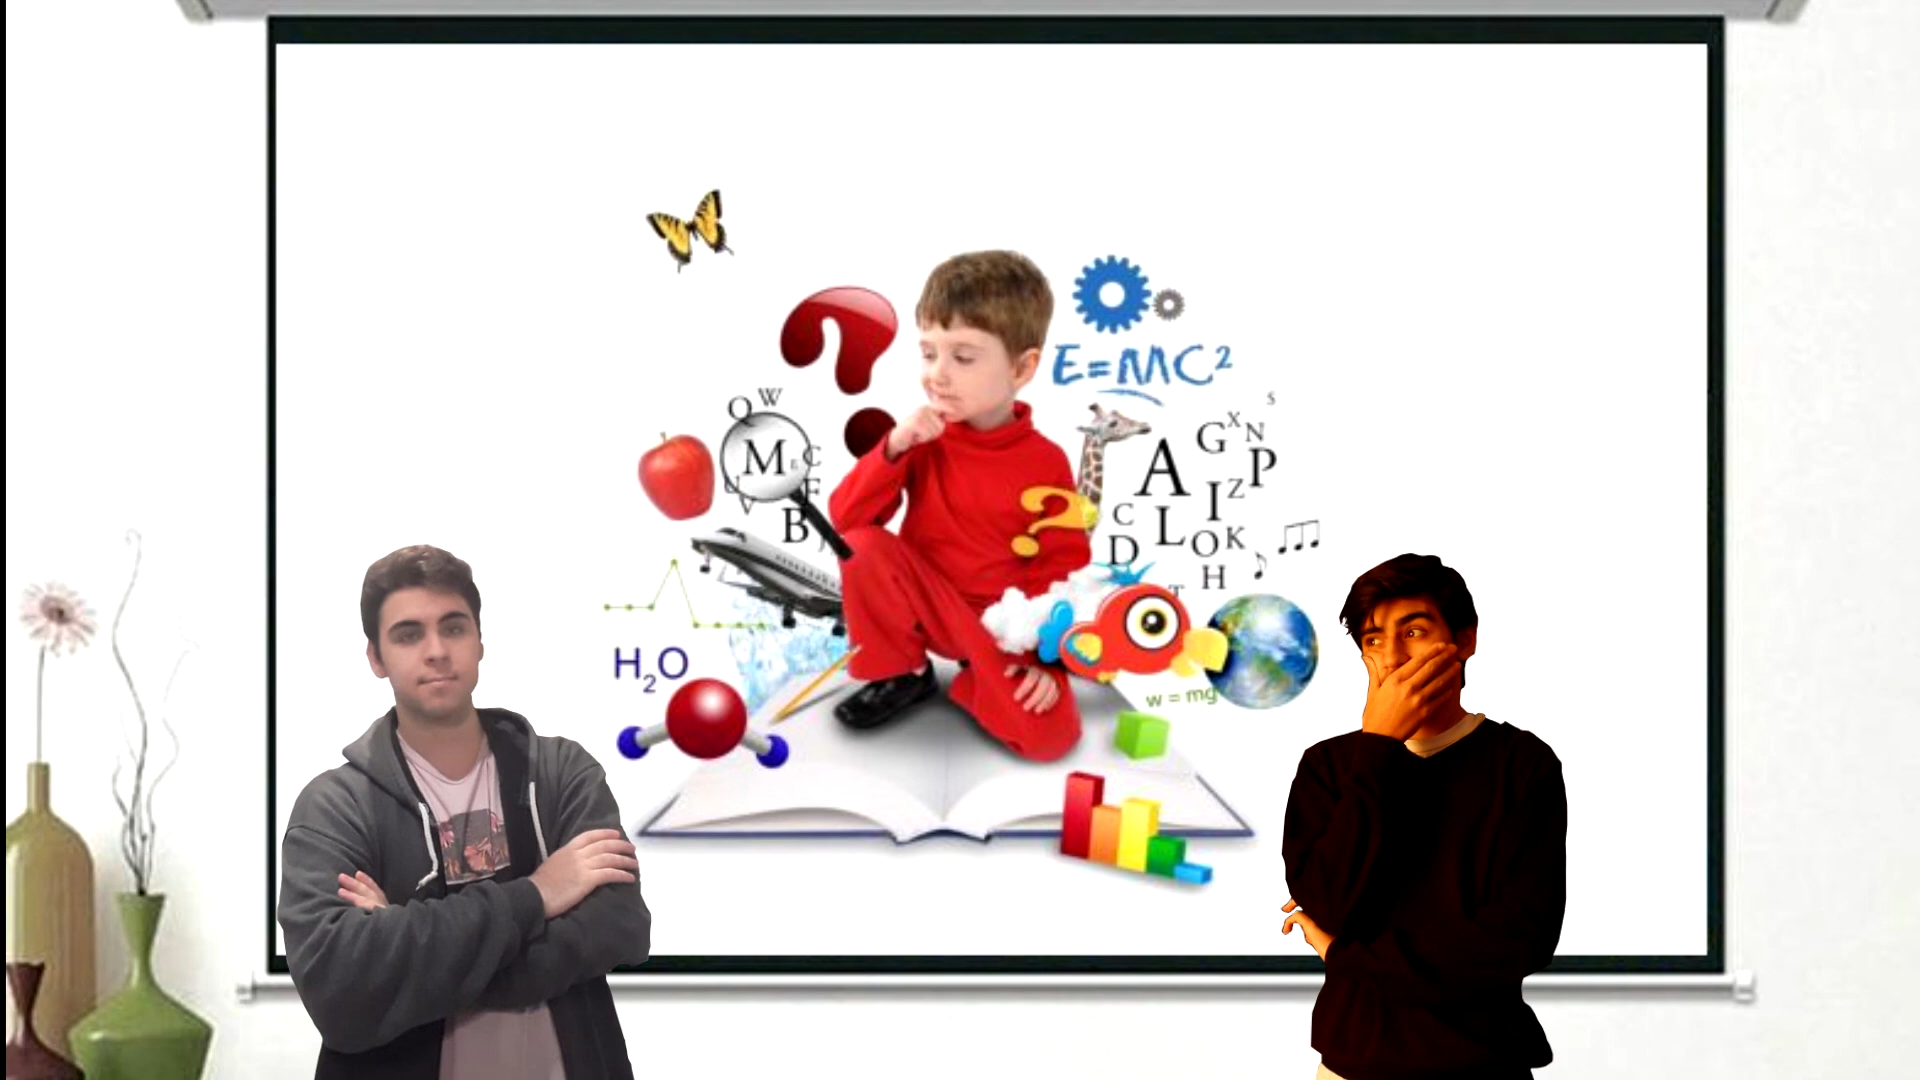 ?
E=MC²
Q W
M E C
U V F
B J
S
G X N
A P
I Z
C L O K
D H
T
?
H₂O
w = mg